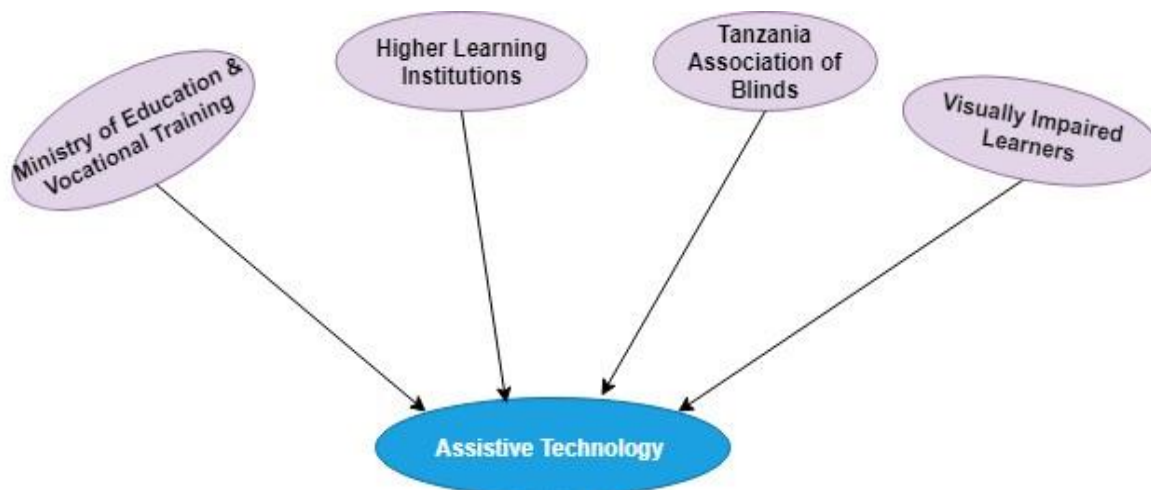 Ministry of Education &
Vocational Training
Higher Learning
Institutions
Tanzania
Association of
Blinds
Visually Impaired
Learners
Assistive Technology